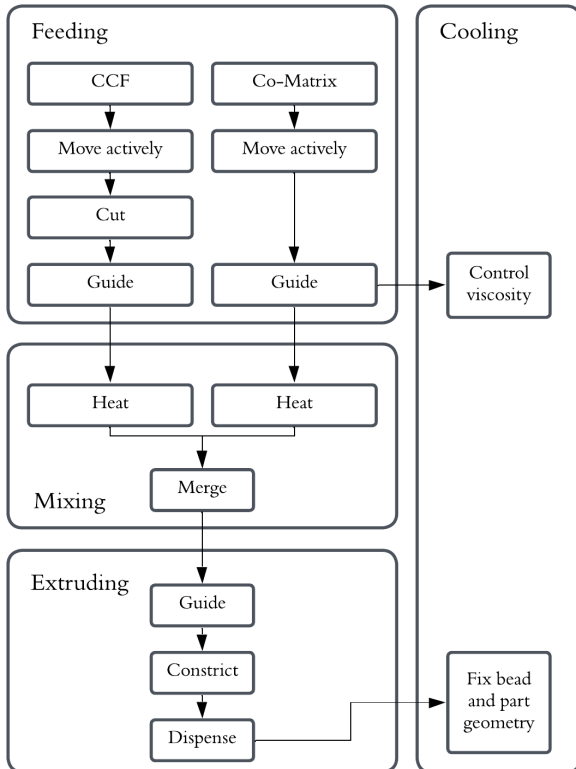 Feeding
CCF
Move actively
Cut
Guide
Co-Matrix
Move actively
Guide
Cooling
Control
viscosity
Heat
Heat
Merge
Mixing
Extruding
Guide
Constrict
Dispense
Fix bead
and part
geometry